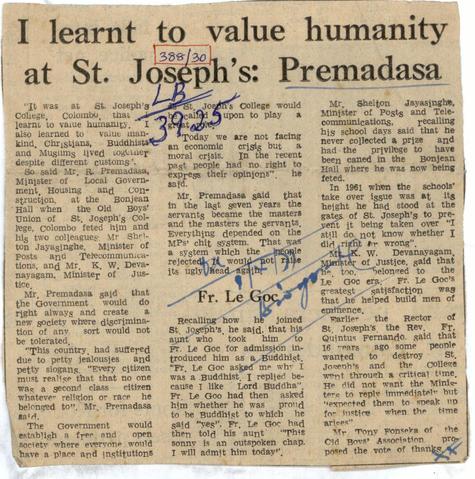 I learnt to value humanity
at St. Joseph's: Premadasa
388/30
LB
"It was at St. Joseph's
College, Colombo, that I
learnt to value humanity,
also learned to value man-
kind, Christians, Buddhists
and Muslims lived together
despite different customs".
So said Mr. R. Premadasa,
Minister of Local Govern-
ment, Housing and Con-
struction, at the Bonjean
Hall when the Old Boys'
Union of St. Joseph's Col-
lege, Colombo feted him and
his two colleagues Mr. Shel-
ton Jayasinghe, Minister of
Posts and Telecommunica-
tions, and Mr. K. W. Deva-
nayagam, Minister of Jus-
tice.
Mr. Premadasa said that
the Government would do
right always and create a
new society where discrimina-
tion of any sort would not
be tolerated.
"This country had suffered
due to petty jealousies and
petty slogans. "Every citizen
must realise that that no one
was a second class citizen
whatever religion or race he
belonged to". Mr. Premadasa
said.
The Government would
establish a free and open
society where everyone would
have a place and institutions
St. Joseph's College would
be called upon to play a
"Today we are not facing
an economic crisis but a
moral crisis. In the recent
past people had no right to
express their opinions", he
said.
Mr. Premadasa said that
in the last seven years the
servants became the masters
and the masters the servants.
Everything depended on the
MPs' chit system. That was
a system which the people
rejected would raise
its ugly head again.
Fr. Le Goc
Recalling how he joined
St. Joseph's, he said, that his
aunt who took him to
Fr. Le Goc for admission in-
troduced him as a Buddhist.
"Fr. Le Goc asked me why I
was a Buddhist, I replied be-
cause I like Lord Buddha".
Fr. Le Goc had then asked
him whether he was proud
to be Buddhist to which he
said "yes". Fr. Le Goc had
then told his aunt "This
sonny is an outspoken chap.
I will admit him today".
Mr. Shelton Jayasinghe,
Minister of Posts and Tele-
communications, recalling
his school days said that he
never collected a prize and
had the privilege to have
been caned in the Bonjean
Hall where he was now being
feted.
In 1961 when the schools'
take over issue was at its
height he had stood at the
gates of St. Joseph's to pre-
vent it being taken over "I
still do not know whether I
did right or wrong".
Mr. K. W. Devanayagam,
Minister of Justice, said that
he, too, belonged to the
Le Goc era. Fr. Le Goc's
greatest satisfaction was
that he helped build men of
eminence.
Earlier the Rector of
St. Joseph's the Rev. Fr.
Quintus Fernando said that
16 years ago some people
wanted to destroy St.
Joseph's and the College
went through a critical time.
He did not want the Minis-
ters to reply immediately but
"expected them to speak up
for justice when the time
arises".
Mr. Tony Fonseka of the
Old Boys' Association pro-
posed the vote of thanks